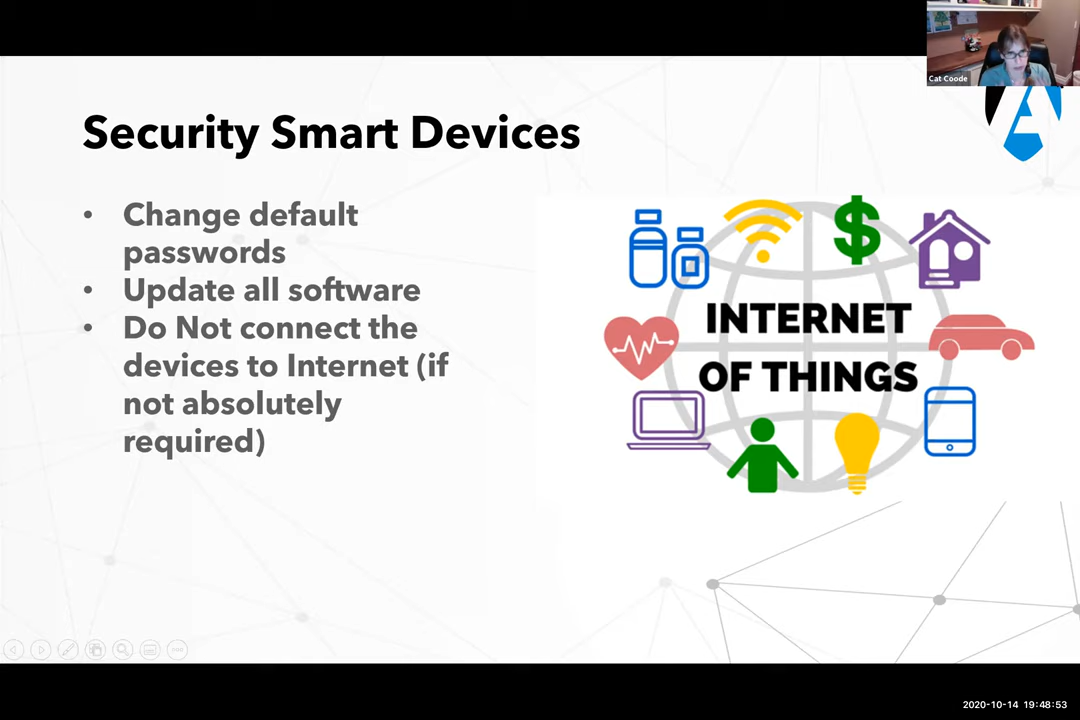 Cat Coode
Security Smart Devices
• Change default
passwords
• Update all software
• Do Not connect the
devices to Internet (if
not absolutely
required)
INTERNET
OF THINGS
2020-10-14 19:48:53